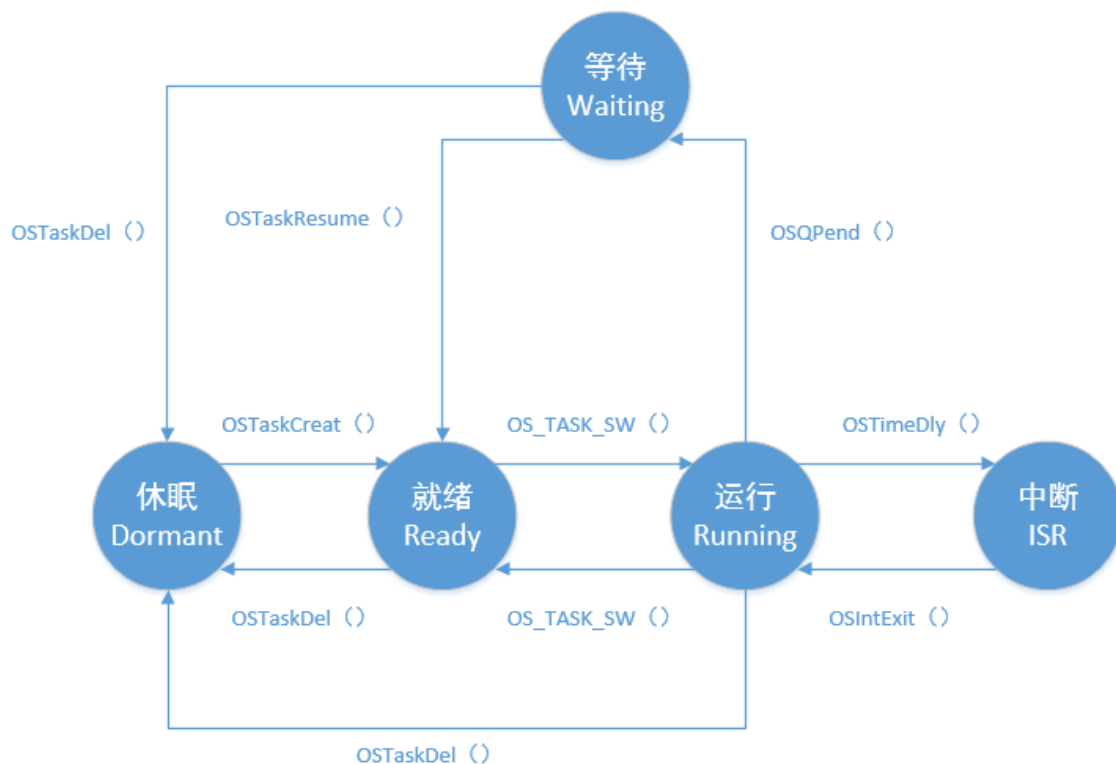 等待
Waiting
OSTaskDel（）
OSTaskResume（）
OSQPend（）
OSTaskCreat（）
OS_TASK_SW（）
OSTimeDly（）
休眠
Dormant
就绪
Ready
运行
Running
中断
ISR
OSTaskDel（）
OS_TASK_SW（）
OSIntExit（）
OSTaskDel（）